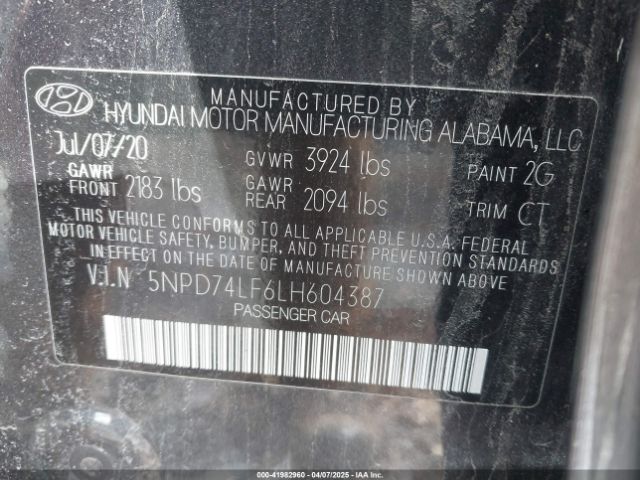 MANUFACTURED BY
HYUNDAI MOTOR MANUFACTURING ALABAMA, LLC
Jul/07/20 GVWR 3924 lbs PAINT 2G
GAWR FRONT 2183 lbs GAWR REAR 2094 lbs TRIM CT
THIS VEHICLE CONFORMS TO ALL APPLICABLE U.S.A. FEDERAL
MOTOR VEHICLE SAFETY, BUMPER, AND THEFT PREVENTION STANDARDS
IN EFFECT ON THE DATE OF MANUFACTURE SHOWN ABOVE
V.I.N 5NPD74LF6LH604387
PASSENGER CAR
000-41982960 - 04/07/2025 - IAAI.COM